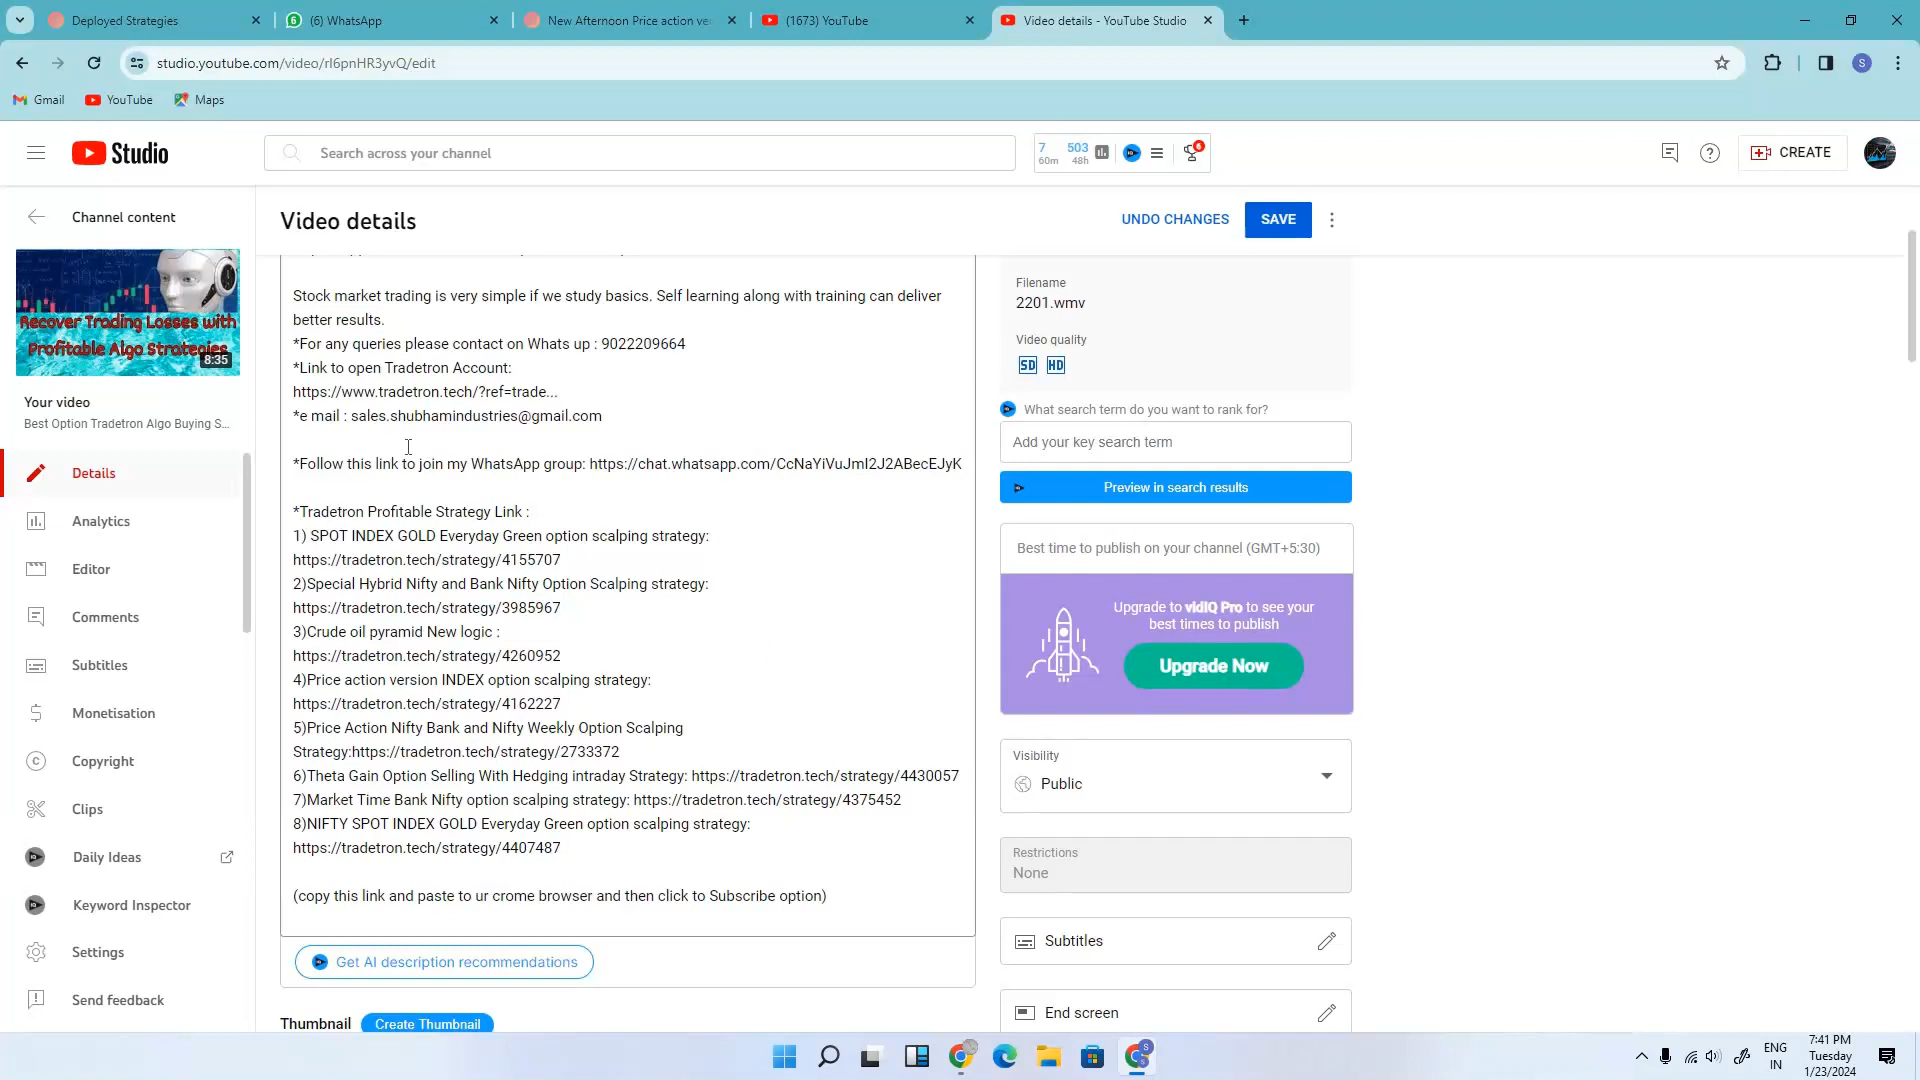 Deployed Strategies
(6) WhatsApp
New Afternoon Price action ve
(1673) YouTube
Video details - YouTube Studio
studio.youtube.com/video/rI6pnHR3yvQ/edit
S
Gmail
YouTube
Maps
Studio
Search across your channel
7
60m
503
48h
6
CREATE
Channel content
Video details
UNDO CHANGES
SAVE
Recover Trading Losses with
Profitable Algo Strategies
8:35
Your video
Best Option Tradetron Algo Buying S...
Details
Analytics
Editor
Comments
Subtitles
Monetisation
Copyright
Clips
Daily Ideas
Keyword Inspector
Settings
Send feedback
Stock market trading is very simple if we study basics. Self learning along with training can deliver
better results.
*For any queries please contact on Whats up : 9022209664
*Link to open Tradetron Account:
https://www.tradetron.tech/?ref=trade...
*e mail : sales.shubhamindustries@gmail.com
*Follow this link to join my WhatsApp group: https://chat.whatsapp.com/CcNaYiVuJmI2J2ABecEJyK
*Tradetron Profitable Strategy Link :
1) SPOT INDEX GOLD Everyday Green option scalping strategy:
https://tradetron.tech/strategy/4155707
2)Special Hybrid Nifty and Bank Nifty Option Scalping strategy:
https://tradetron.tech/strategy/3985967
3)Crude oil pyramid New logic :
https://tradetron.tech/strategy/4260952
4)Price action version INDEX option scalping strategy:
https://tradetron.tech/strategy/4162227
5)Price Action Nifty Bank and Nifty Weekly Option Scalping
Strategy:https://tradetron.tech/strategy/2733372
6)Theta Gain Option Selling With Hedging intraday Strategy: https://tradetron.tech/strategy/4430057
7)Market Time Bank Nifty option scalping strategy: https://tradetron.tech/strategy/4375452
8)NIFTY SPOT INDEX GOLD Everyday Green option scalping strategy:
https://tradetron.tech/strategy/4407487
(copy this link and paste to ur crome browser and then click to Subscribe option)
Get AI description recommendations
Thumbnail
Create Thumbnail
Filename
2201.wmv
Video quality
SD HD
What search term do you want to rank for?
Add your key search term
Preview in search results
Best time to publish on your channel (GMT+5:30)
Upgrade to vidIQ Pro to see your
best times to publish
Upgrade Now
Visibility
Public
Restrictions
None
Subtitles
End screen
S
ENG
IN
7:41 PM
Tuesday
1/23/2024